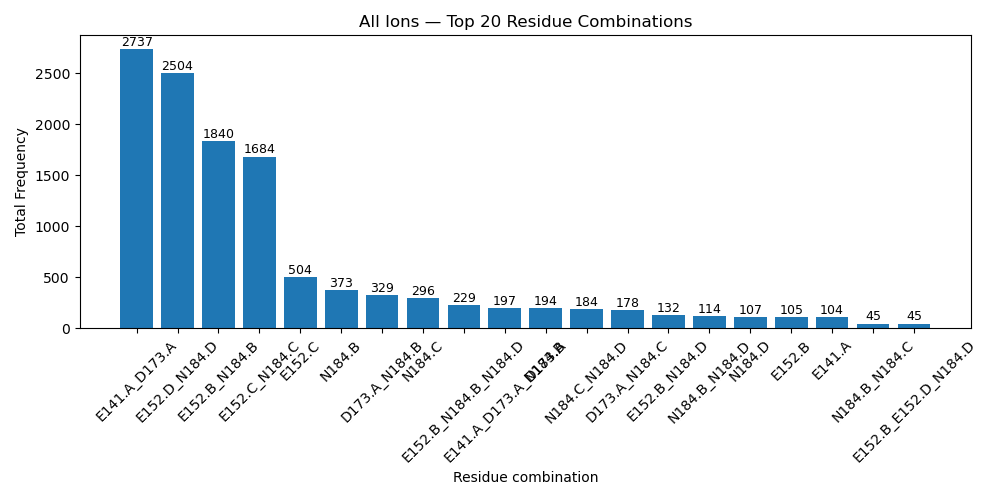 All Ions — Top 20 Residue Combinations
Total Frequency
2500
2000
1500
1000
500
0
2737
2504
1840
1684
504
373
329
296
229
197
194
184
178
132
114
107
105
104
45
45
E141.A_D173.A
E152.D_N184.D
E152.B_N184.B
E152.C_N184.C
E152.C
N184.B
D173.A_N184.B
N184.C
E152.B_N184.B_N184.D
E141.A_D173.A_N184.B
D173.A
N184.C_N184.D
D173.A_N184.C
E152.B_N184.D
N184.B_N184.D
N184.D
E152.B
E141.A
N184.B_N184.C
E152.B_E152.D_N184.D
Residue combination